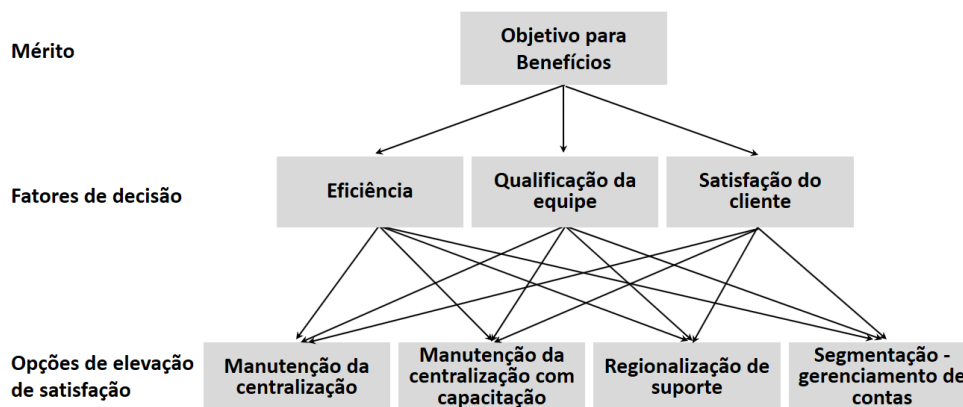 Mérito
Objetivo para
Benefícios
Fatores de decisão
Eficiência
Qualificação da
equipe
Satisfação do
cliente
Opções de elevação
de satisfação
Manutenção da
centralização
Manutenção da
centralização com
capacitação
Regionalização de
suporte
Segmentação -
gerenciamento de
contas